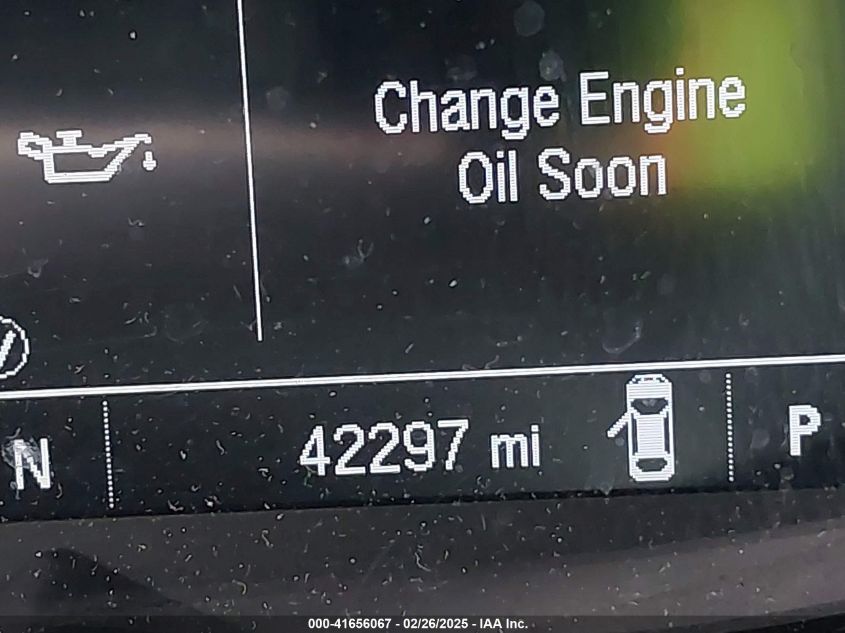 Change Engine
Oil Soon
N
42297 mi
P
000-41656067 - 02/26/2025 - IAA Inc.